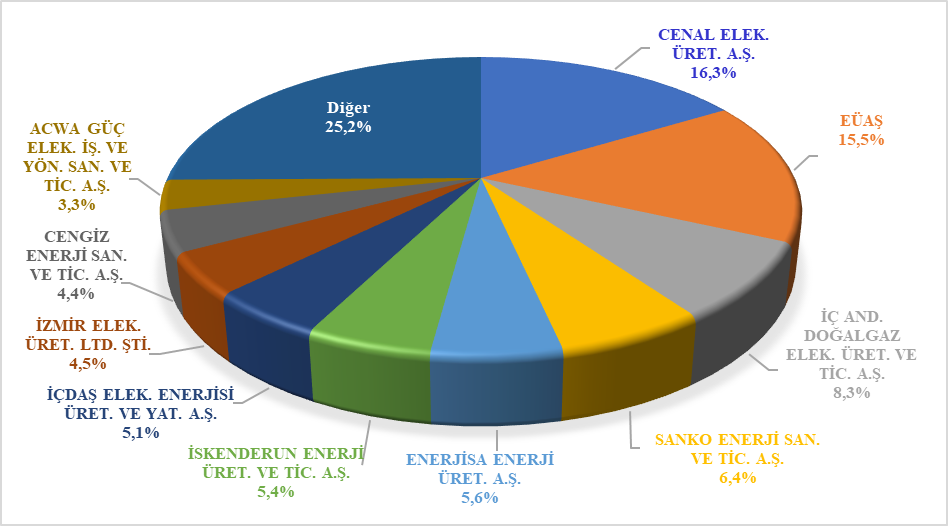 CENAL ELEK.
ÜRET. A.Ş.
16,3%
EÜAŞ
15,5%
İÇ AND.
DOĞALGAZ
ELEK. ÜRET. VE
TİC. A.Ş.
8,3%
SANKO ENERJİ SAN.
VE TİC. A.Ş.
6,4%
ENERJİSA ENERJİ
ÜRET. A.Ş.
5,6%
İSKENDERUN ENERJİ
ÜRET. VE TİC. A.Ş.
5,4%
İÇDAŞ ELEK. ENERJİSİ
ÜRET. VE YAT. A.Ş.
5,1%
İZMİR ELEK.
ÜRET. LTD. ŞTİ.
4,5%
CENGİZ
ENERJİ SAN.
VE TİC. A.Ş.
4,4%
ACWA GÜÇ
ELEK. İŞ. VE
YÖN. SAN. VE
TİC. A.Ş.
3,3%
Diğer
25,2%